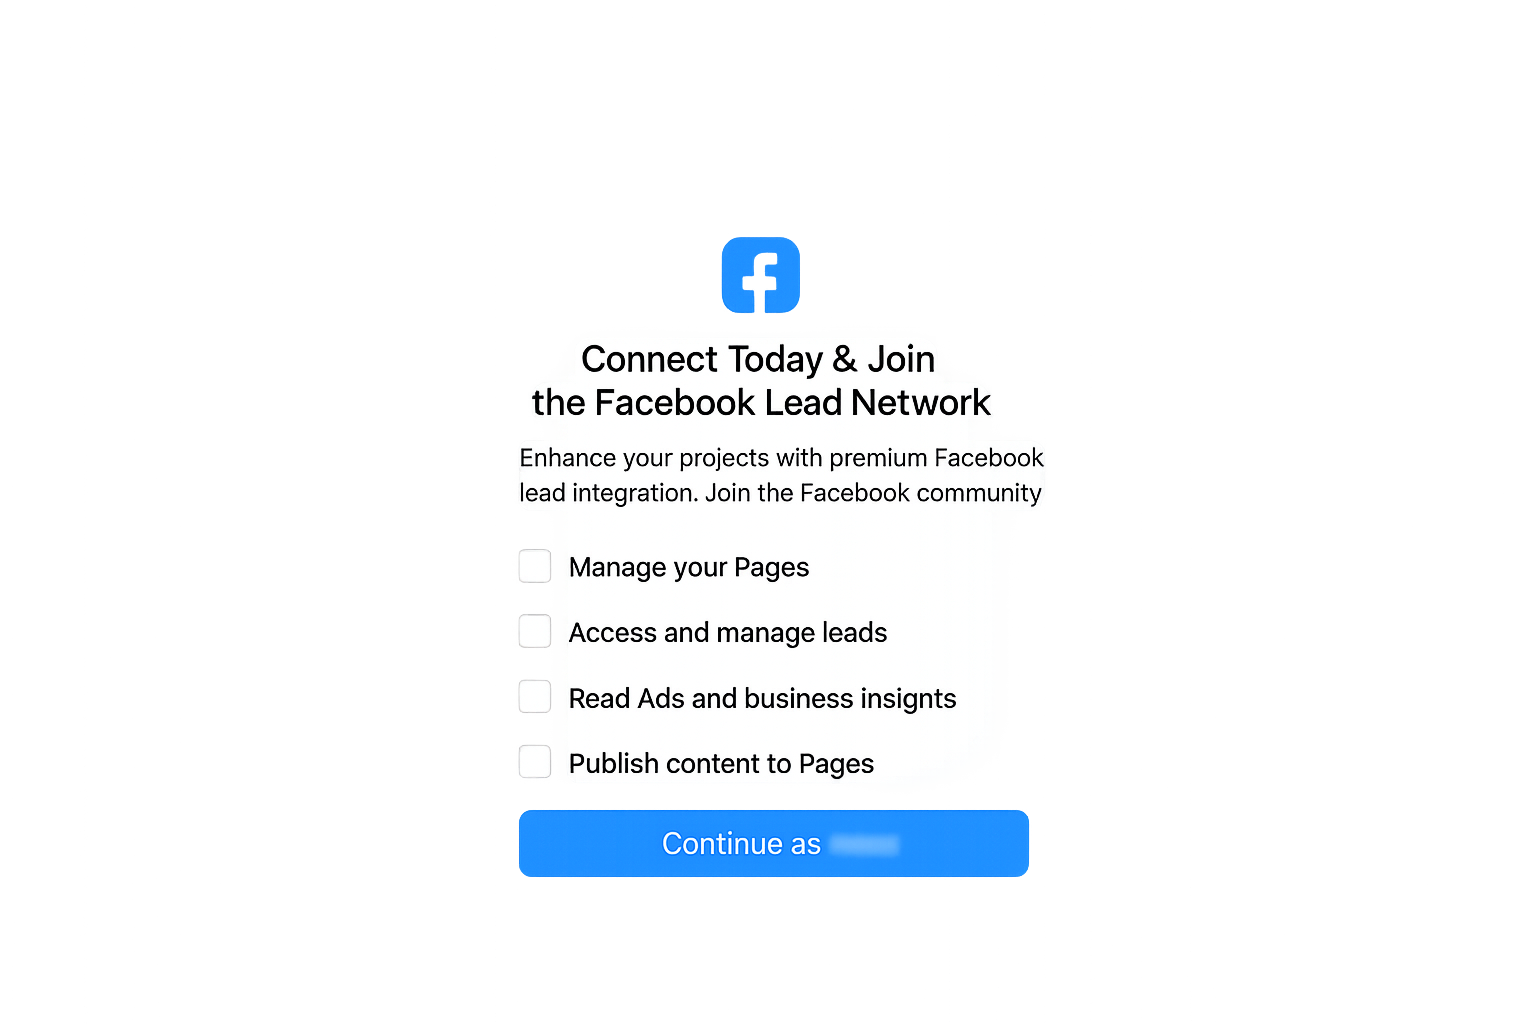 Connect Today & Join
the Facebook Lead Network
Enhance your projects with premium Facebook
lead integration. Join the Facebook community
Manage your Pages
Access and manage leads
Read Ads and business insignts
Publish content to Pages
Continue as